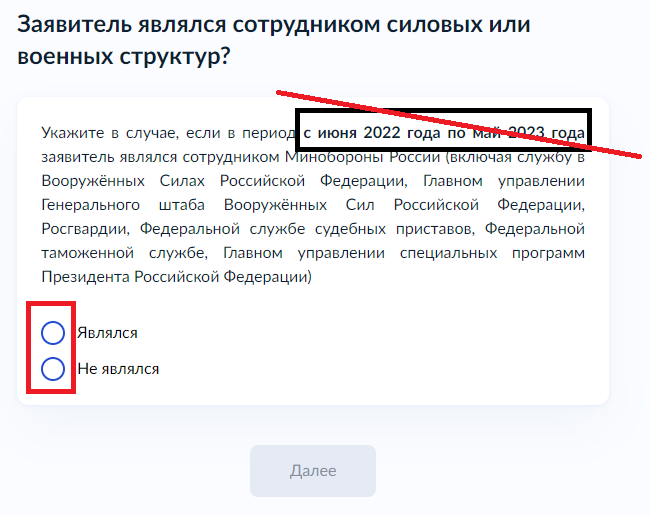 Заявитель являлся сотрудником силовых или
военных структур?
Укажите в случае, если в период с июня 2022 года по май 2023 года
заявитель являлся сотрудником Минобороны России (включая службу в
Вооружённых Силах Российской Федерации, Главном управлении
Генерального штаба Вооружённых Сил Российской Федерации,
Росгвардии, Федеральной службе судебных приставов, Федеральной
таможенной службе, Главном управлении специальных программ
Президента Российской Федерации)
Являлся
Не являлся
Далее